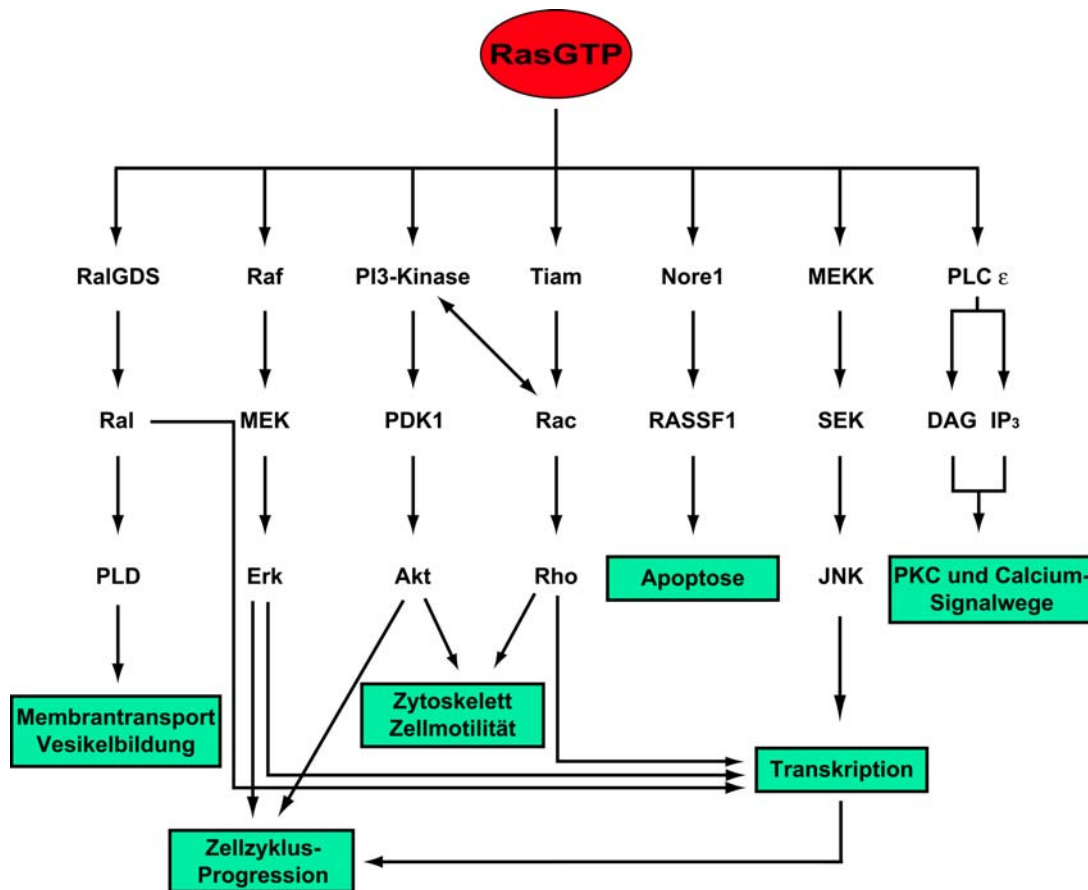 RasGTP
RalGDS
Raf
PI3-Kinase
Tiam
Nore1
MEKK
PLC ε
Ral
MEK
PDK1
Rac
RASSF1
SEK
DAG
IP₃
PLD
Erk
Akt
Rho
Apoptose
JNK
PKC und Calcium-
Signalwege
Membrantransport
Vesikelbildung
Zytoskelett
Zellmotilität
Transkription
Zellzyklus-
Progression